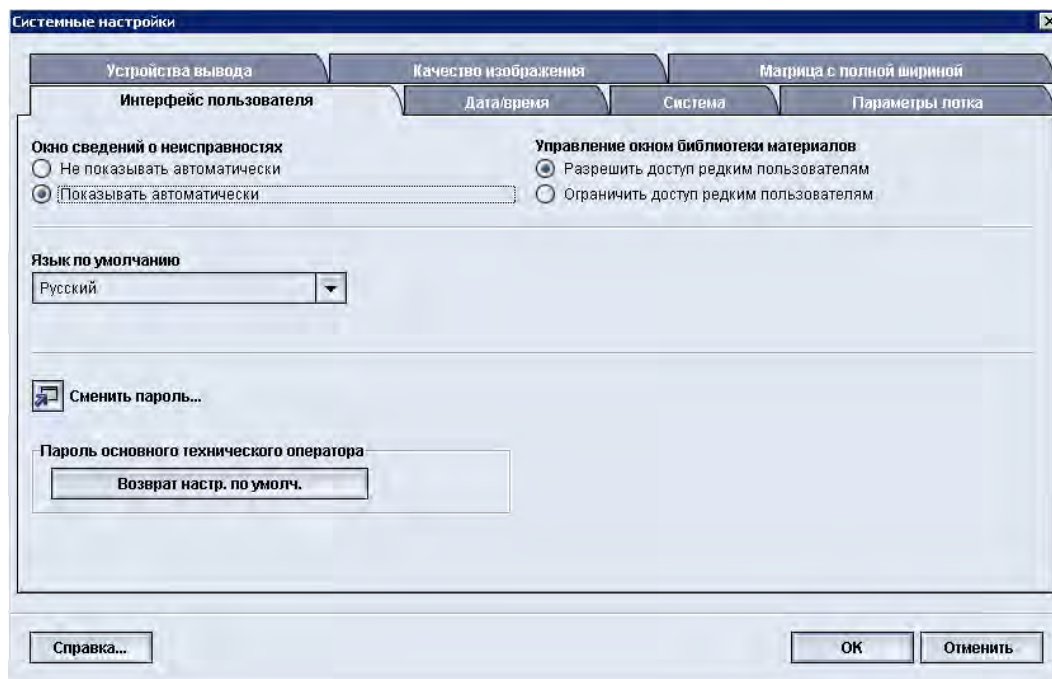 Системные настройки
Устройства вывода
Качество изображения
Матрица с полной шириной
Интерфейс пользователя
Дата/время
Система
Параметры лотка
Окно сведений о неисправностях
Не показывать автоматически
Показывать автоматически
Управление окном библиотеки материалов
Разрешить доступ редким пользователям
Ограничить доступ редким пользователям
Язык по умолчанию
Русский
Сменить пароль...
Пароль основного технического оператора
Возврат настр. по умолч.
Справка...
ОК
Отменить